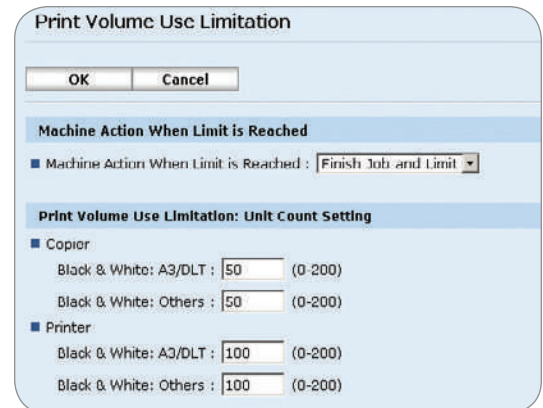 Print Volume Use Limitation
OK Cancel
Machine Action When Limit is Reached
Machine Action When Limit is Reached : Finish Job and Limit
Print Volume Use Limitation: Unit Count Setting
Copier
Black & White: A3/DLT : 50 (0-200)
Black & White: Others : 50 (0-200)
Printer
Black & White: A3/DLT : 100 (0-200)
Black & White: Others : 100 (0-200)